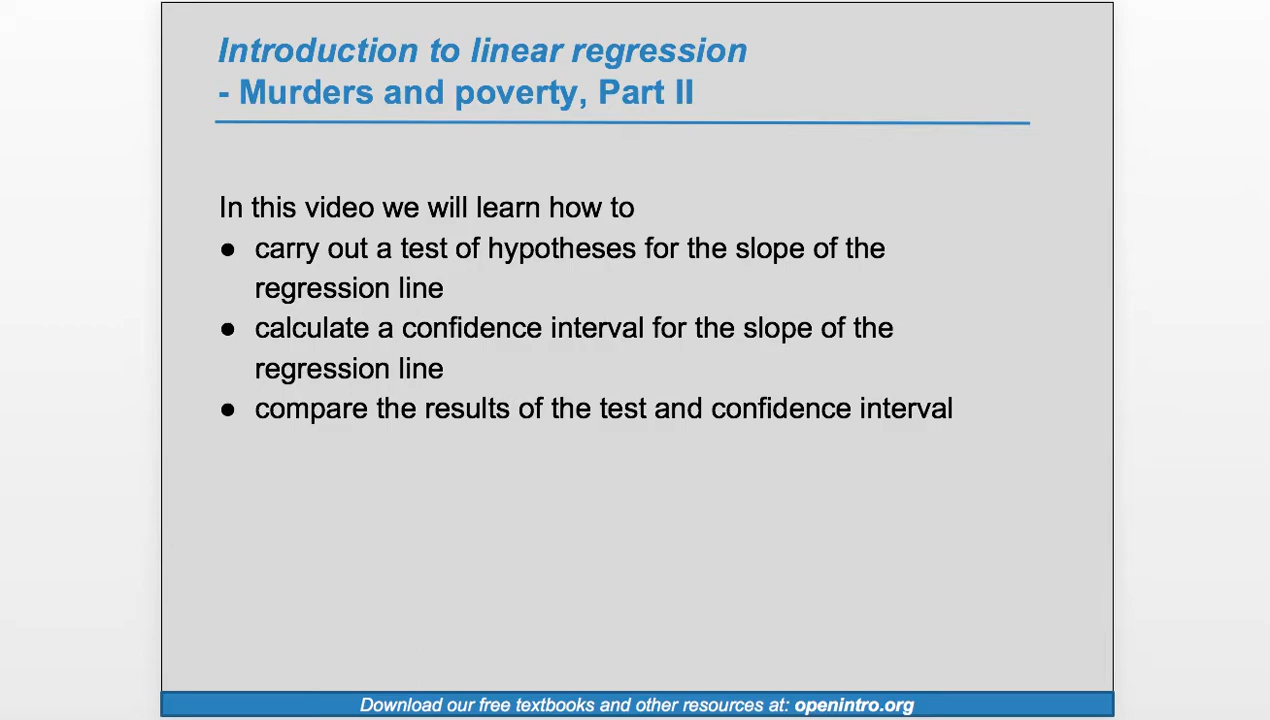 Introduction to linear regression
- Murders and poverty, Part II
In this video we will learn how to
● carry out a test of hypotheses for the slope of the
regression line
● calculate a confidence interval for the slope of the
regression line
● compare the results of the test and confidence interval
Download our free textbooks and other resources at: openintro.org